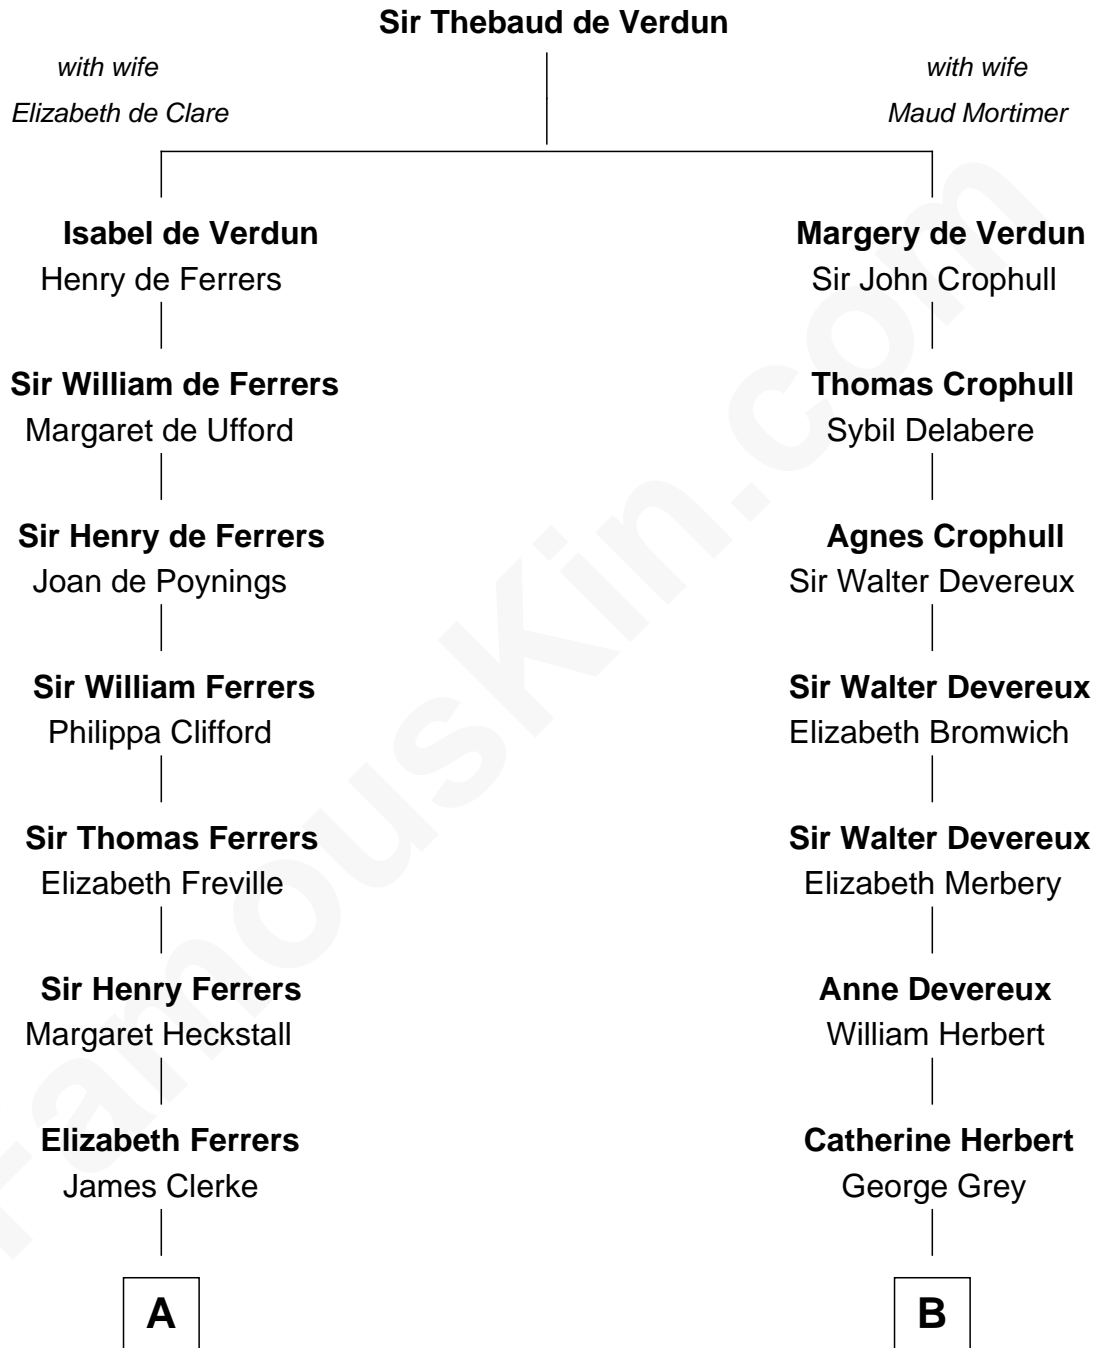 Sir Thebaud de Verdun
with wife
Elizabeth de Clare
with wife
Maud Mortimer
Isabel de Verdun
Henry de Ferrers
Margery de Verdun
Sir John Crophull
Sir William de Ferrers
Margaret de Ufford
Thomas Crophull
Sybil Delabere
Sir Henry de Ferrers
Joan de Poynings
Agnes Crophull
Sir Walter Devereux
Sir William Ferrers
Philippa Clifford
Sir Walter Devereux
Elizabeth Bromwich
Sir Thomas Ferrers
Elizabeth Freville
Sir Walter Devereux
Elizabeth Merbery
Sir Henry Ferrers
Margaret Heckstall
Anne Devereux
William Herbert
Elizabeth Ferrers
James Clerke
Catherine Herbert
George Grey
A
B
FamousKin.com